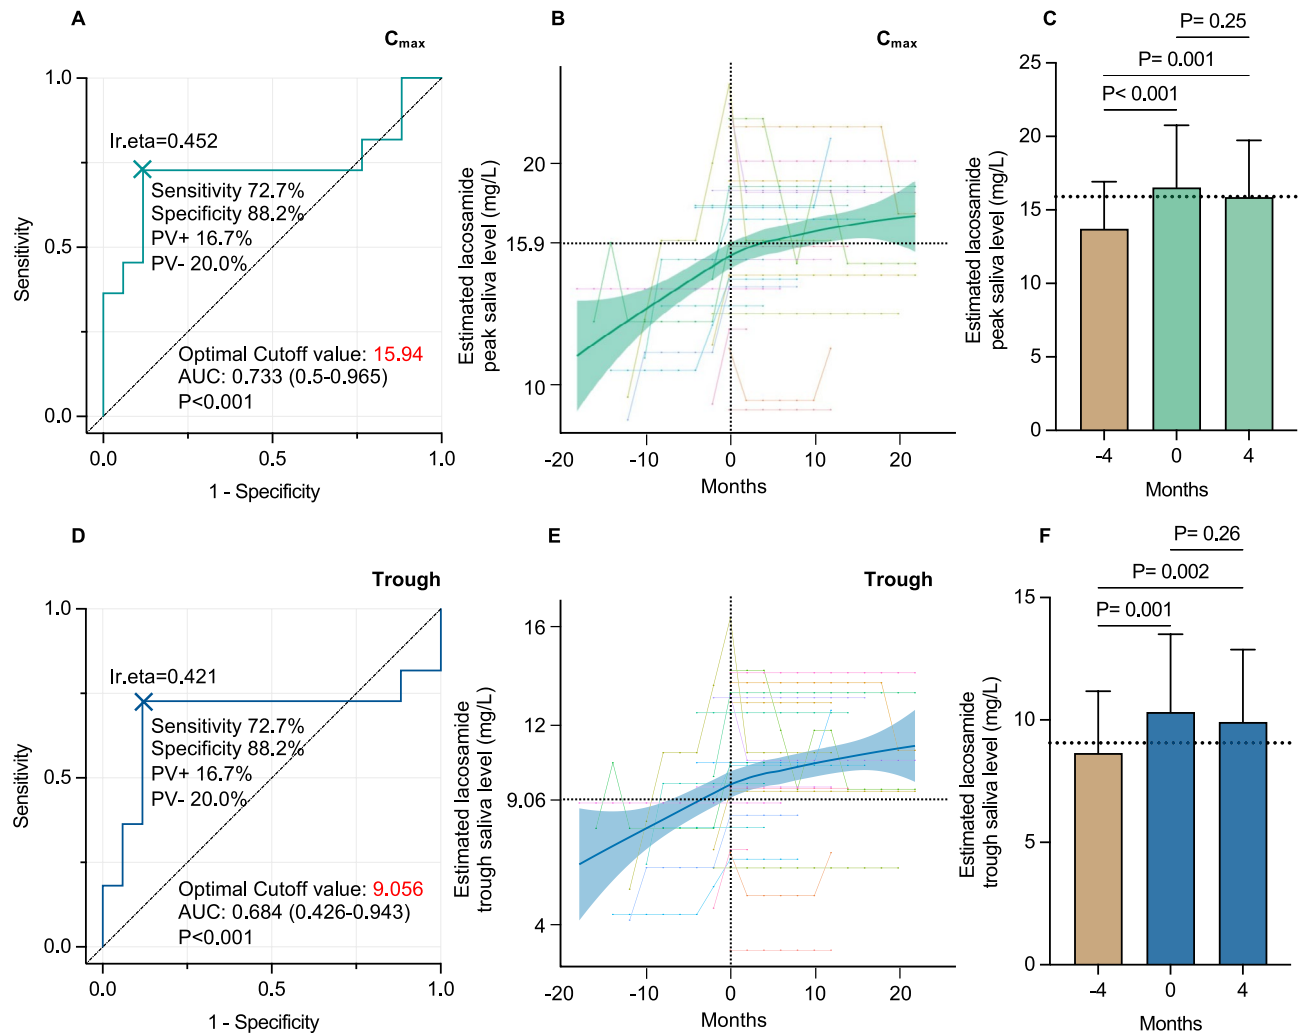 A
C_max
1.0
0.5
0.0
Sensitivity
lr.eta=0.452
Sensitivity 72.7%
Specificity 88.2%
PV+ 16.7%
PV- 20.0%
Optimal Cutoff value: 15.94
AUC: 0.733 (0.5-0.965)
P<0.001
0.0 0.5 1.0
1 - Specificity
B
C_max
Estimated lacosamide
peak saliva level (mg/L)
20
15.9
10
-20 -10 0 10 20
Months
C
P= 0.25
P= 0.001
P< 0.001
Estimated lacosamide
peak saliva level (mg/L)
25
20
15
10
5
0
-4 0 4
Months
D
Trough
1.0
0.5
0.0
Sensitivity
lr.eta=0.421
Sensitivity 72.7%
Specificity 88.2%
PV+ 16.7%
PV- 20.0%
Optimal Cutoff value: 9.056
AUC: 0.684 (0.426-0.943)
P<0.001
0.0 0.5 1.0
1 - Specificity
E
Trough
Estimated lacosamide
trough saliva level (mg/L)
16
12
9.06
4
-20 -10 0 10 20
Months
F
P= 0.26
P= 0.002
P= 0.001
Estimated lacosamide
trough saliva level (mg/L)
15
10
5
0
-4 0 4
Months